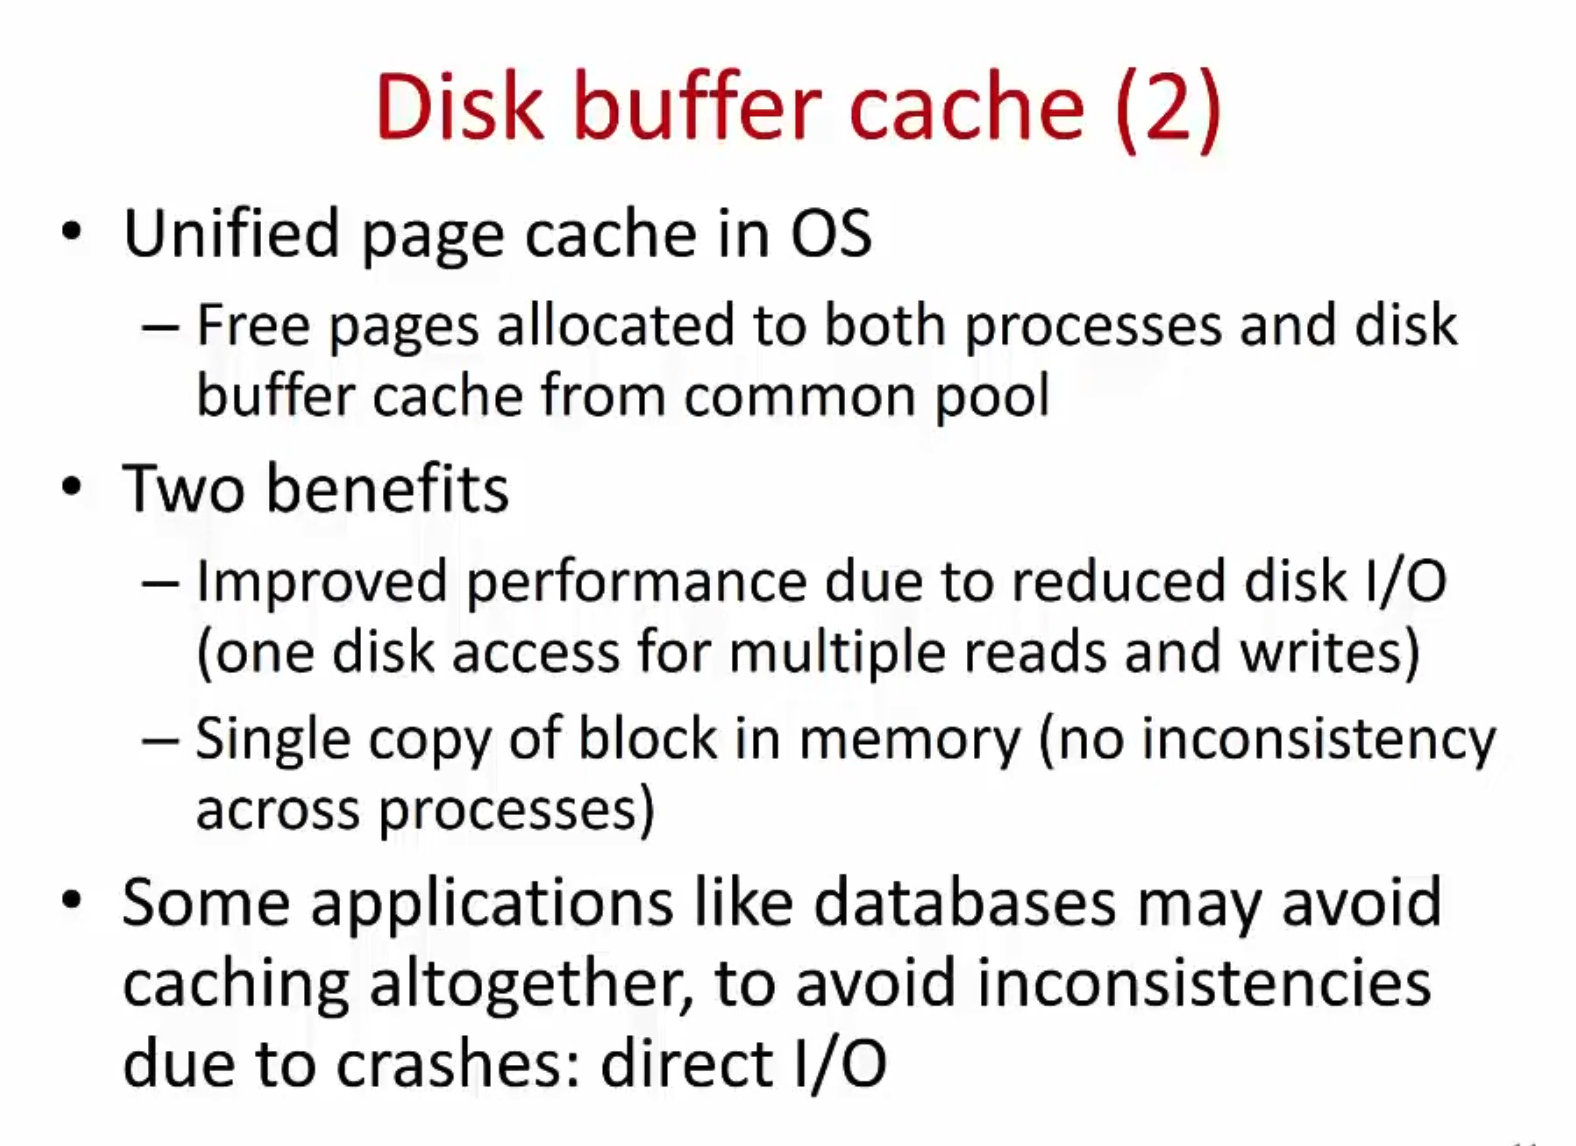 Disk buffer cache (2)
• Unified page cache in OS
– Free pages allocated to both processes and disk
buffer cache from common pool
• Two benefits
– Improved performance due to reduced disk I/O
(one disk access for multiple reads and writes)
– Single copy of block in memory (no inconsistency
across processes)
• Some applications like databases may avoid
caching altogether, to avoid inconsistencies
due to crashes: direct I/O